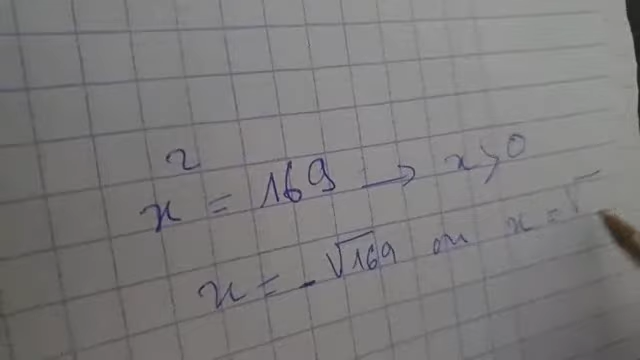 x² = 169 → x > 0
x = - √169 ou x = √